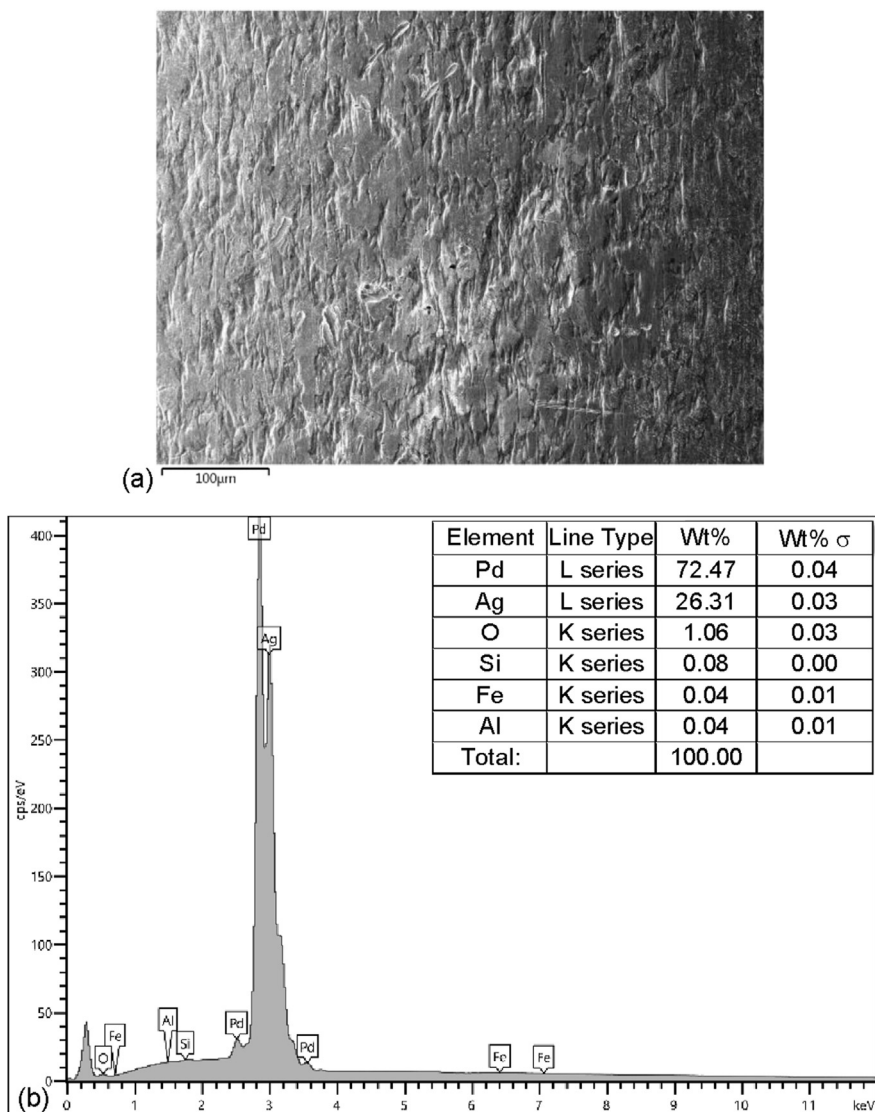 (a)
100µm
Element Line Type Wt% Wt% σ
Pd L series 72.47 0.04
Ag L series 26.31 0.03
O K series 1.06 0.03
Si K series 0.08 0.00
Fe K series 0.04 0.01
Al K series 0.04 0.01
Total: 100.00
400
350
300
250
200
150
100
50
0
cps/eV
Pd
Ag
O
Fe
Al
Si
Pd
Pd
Fe
Fe
(b)
0 1 2 3 4 5 6 7 8 9 10 11 keV